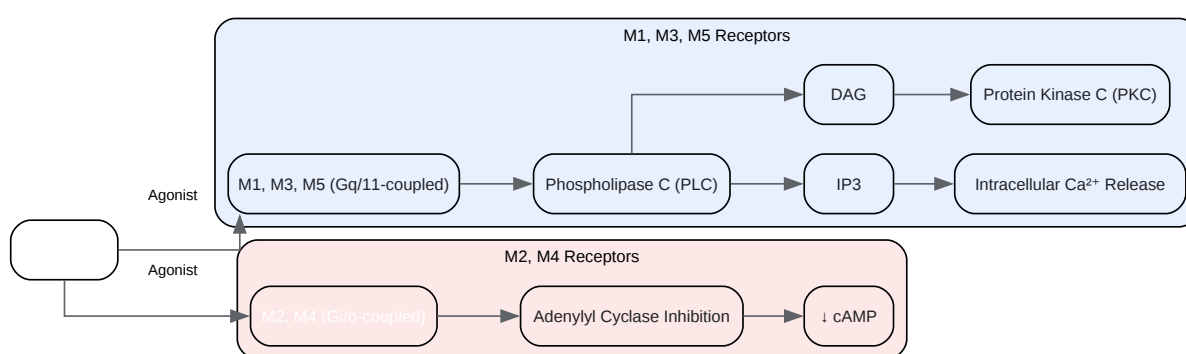 M1, M3, M5 Receptors
DAG
Protein Kinase C (PKC)
M1, M3, M5 (Gq/11-coupled)
Phospholipase C (PLC)
IP3
Intracellular Ca²⁺ Release
Agonist
Agonist
M2, M4 Receptors
M2, M4 (Gi/o-coupled)
Adenylyl Cyclase Inhibition
↓ cAMP